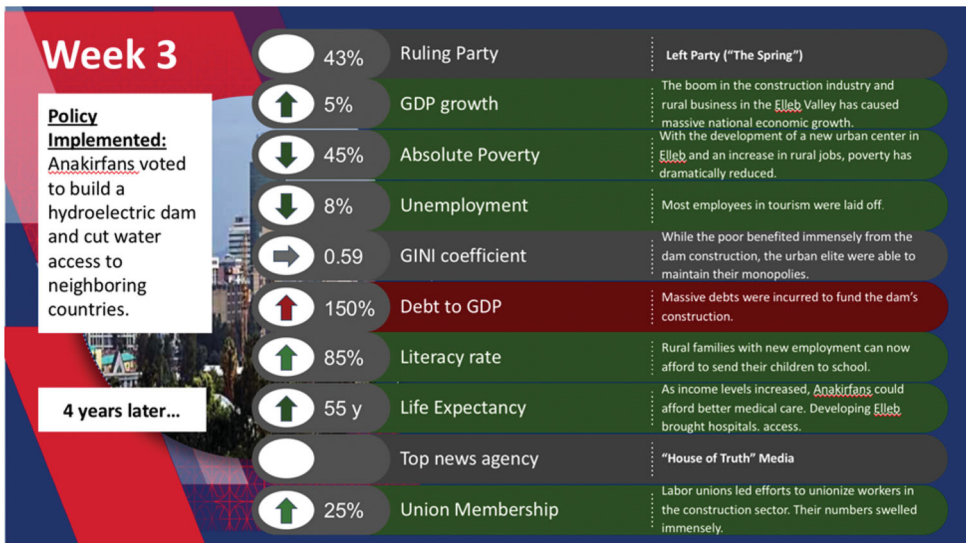 Week 3
Policy
Implemented:
Anakirfans voted
to build a
hydroelectric dam
and cut water
access to
neighboring
countries.
4 years later…
43% Ruling Party Left Party (“The Spring”)
5% GDP growth
The boom in the construction industry and
rural business in the Elleb Valley has caused
massive national economic growth.
45% Absolute Poverty
With the development of a new urban center in
Elleb and an increase in rural jobs, poverty has
dramatically reduced.
8% Unemployment Most employees in tourism were laid off.
0.59 GINI coefficient
While the poor benefited immensely from the
dam construction, the urban elite were able to
maintain their monopolies.
150% Debt to GDP
Massive debts were incurred to fund the dam’s
construction.
85% Literacy rate
Rural families with new employment can now
afford to send their children to school.
55 y Life Expectancy
As income levels increased, Anakirfans could
afford better medical care. Developing Elleb
brought hospitals. access.
Top news agency “House of Truth” Media
25% Union Membership
Labor unions led efforts to unionize workers in
the construction sector. Their numbers swelled
immensely.